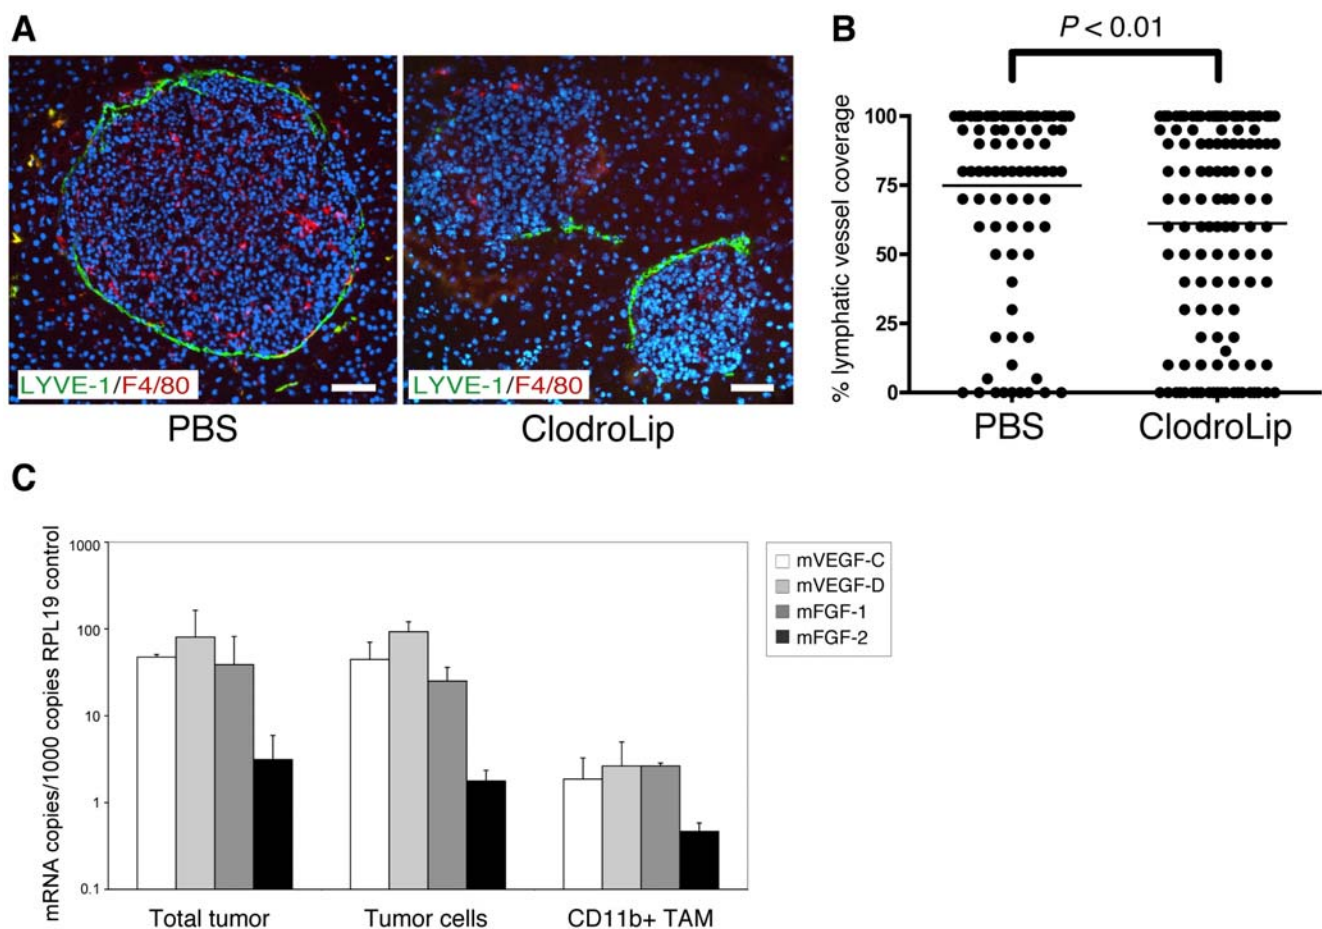 A
LYVE-1/F4/80
PBS
LYVE-1/F4/80
ClodroLip
B
P < 0.01
% lymphatic vessel coverage
100
75
50
25
0
PBS
ClodroLip
C
mRNA copies/1000 copies RPL19 control
1000
100
10
1
0.1
Total tumor
Tumor cells
CD11b+ TAM
mVEGF-C
mVEGF-D
mFGF-1
mFGF-2